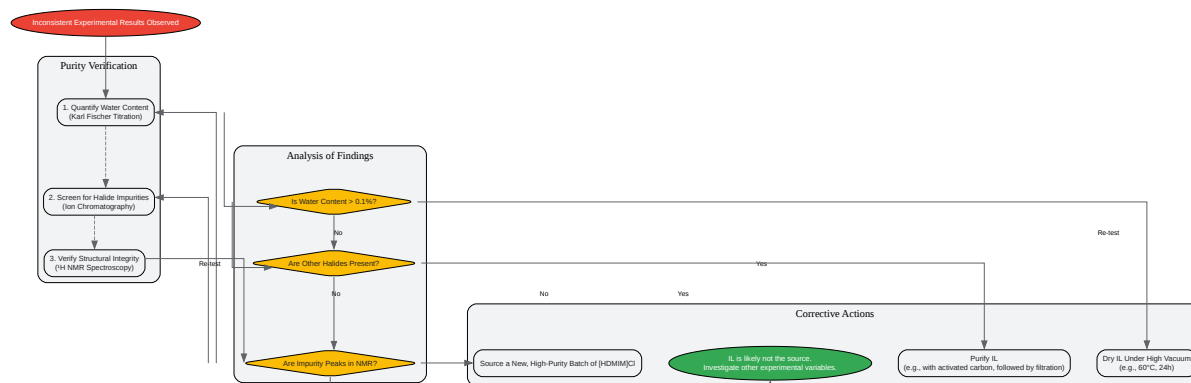 Inconsistent Experimental Results Observed
Purity Verification
1. Quantify Water Content
(Karl Fischer Titration)
2. Screen for Halide Impurities
(Ion Chromatography)
3. Verify Structural Integrity
(¹H NMR Spectroscopy)
Re-test
Analysis of Findings
Is Water Content > 0.1%?
No
Are Other Halides Present?
No
Are Impurity Peaks in NMR?
Re-test
Yes
No
Yes
Corrective Actions
Source a New, High-Purity Batch of [HDMIM]Cl
IL is likely not the source.
Investigate other experimental variables.
Purify IL
(e.g., with activated carbon, followed by filtration)
Dry IL Under High Vacuum
(e.g., 60°C, 24h)